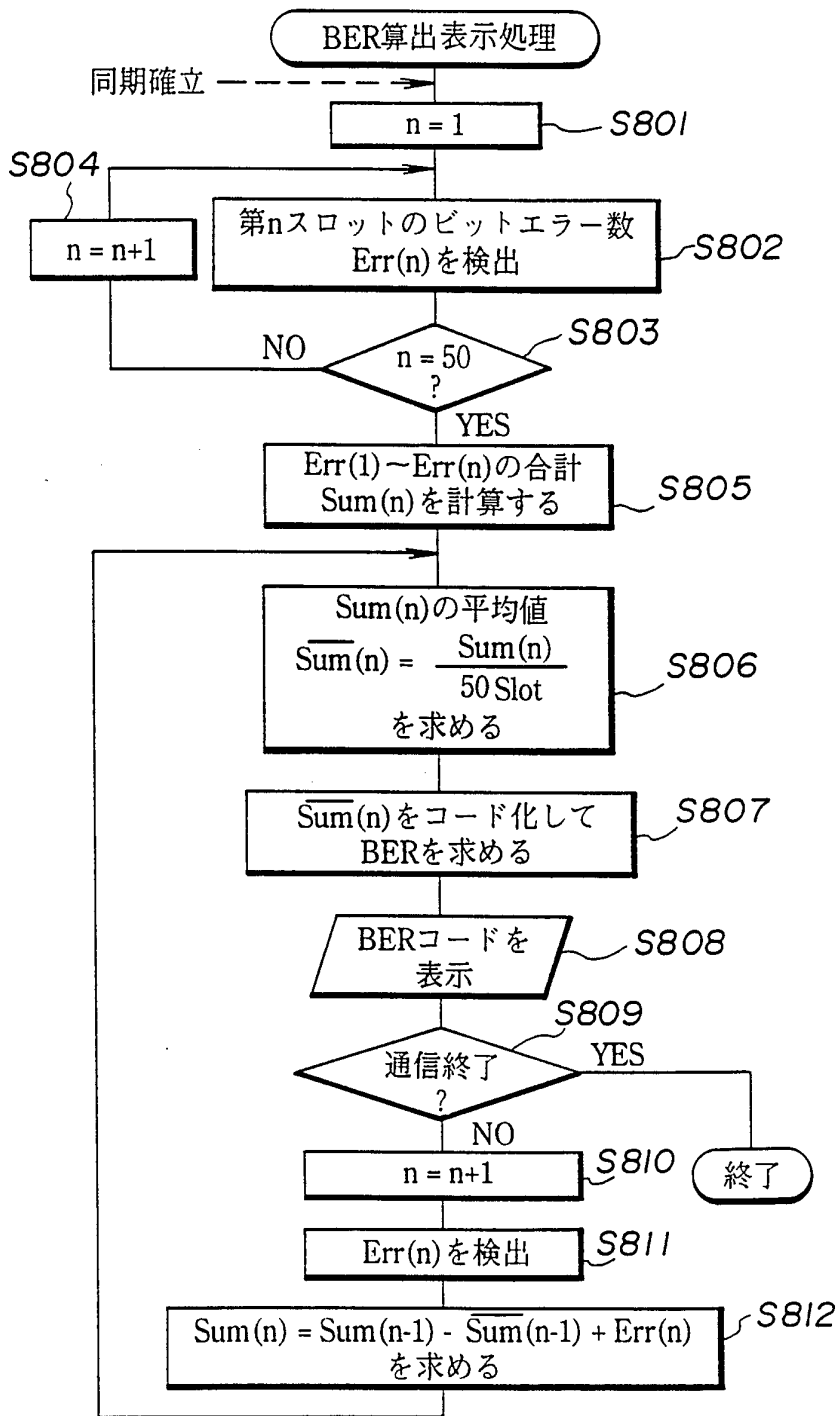 BER算出表示処理
同期確立
n = 1
S801
S804
n = n+1
第nスロットのビットエラー数
Err(n)を検出
S802
S803
NO
n = 50
?
YES
Err(1)～Err(n)の合計
Sum(n)を計算する
S805
Sum(n)の平均値
S̅u̅m̅(n) = Sum(n) / 50 Slot
を求める
S806
S̅u̅m̅(n)をコード化して
BERを求める
S807
BERコードを
表示
S808
S809
通信終了
?
YES
NO
n = n+1
S810
終了
Err(n)を検出
S811
Sum(n) = Sum(n-1) - S̅u̅m̅(n-1) + Err(n)
を求める
S812